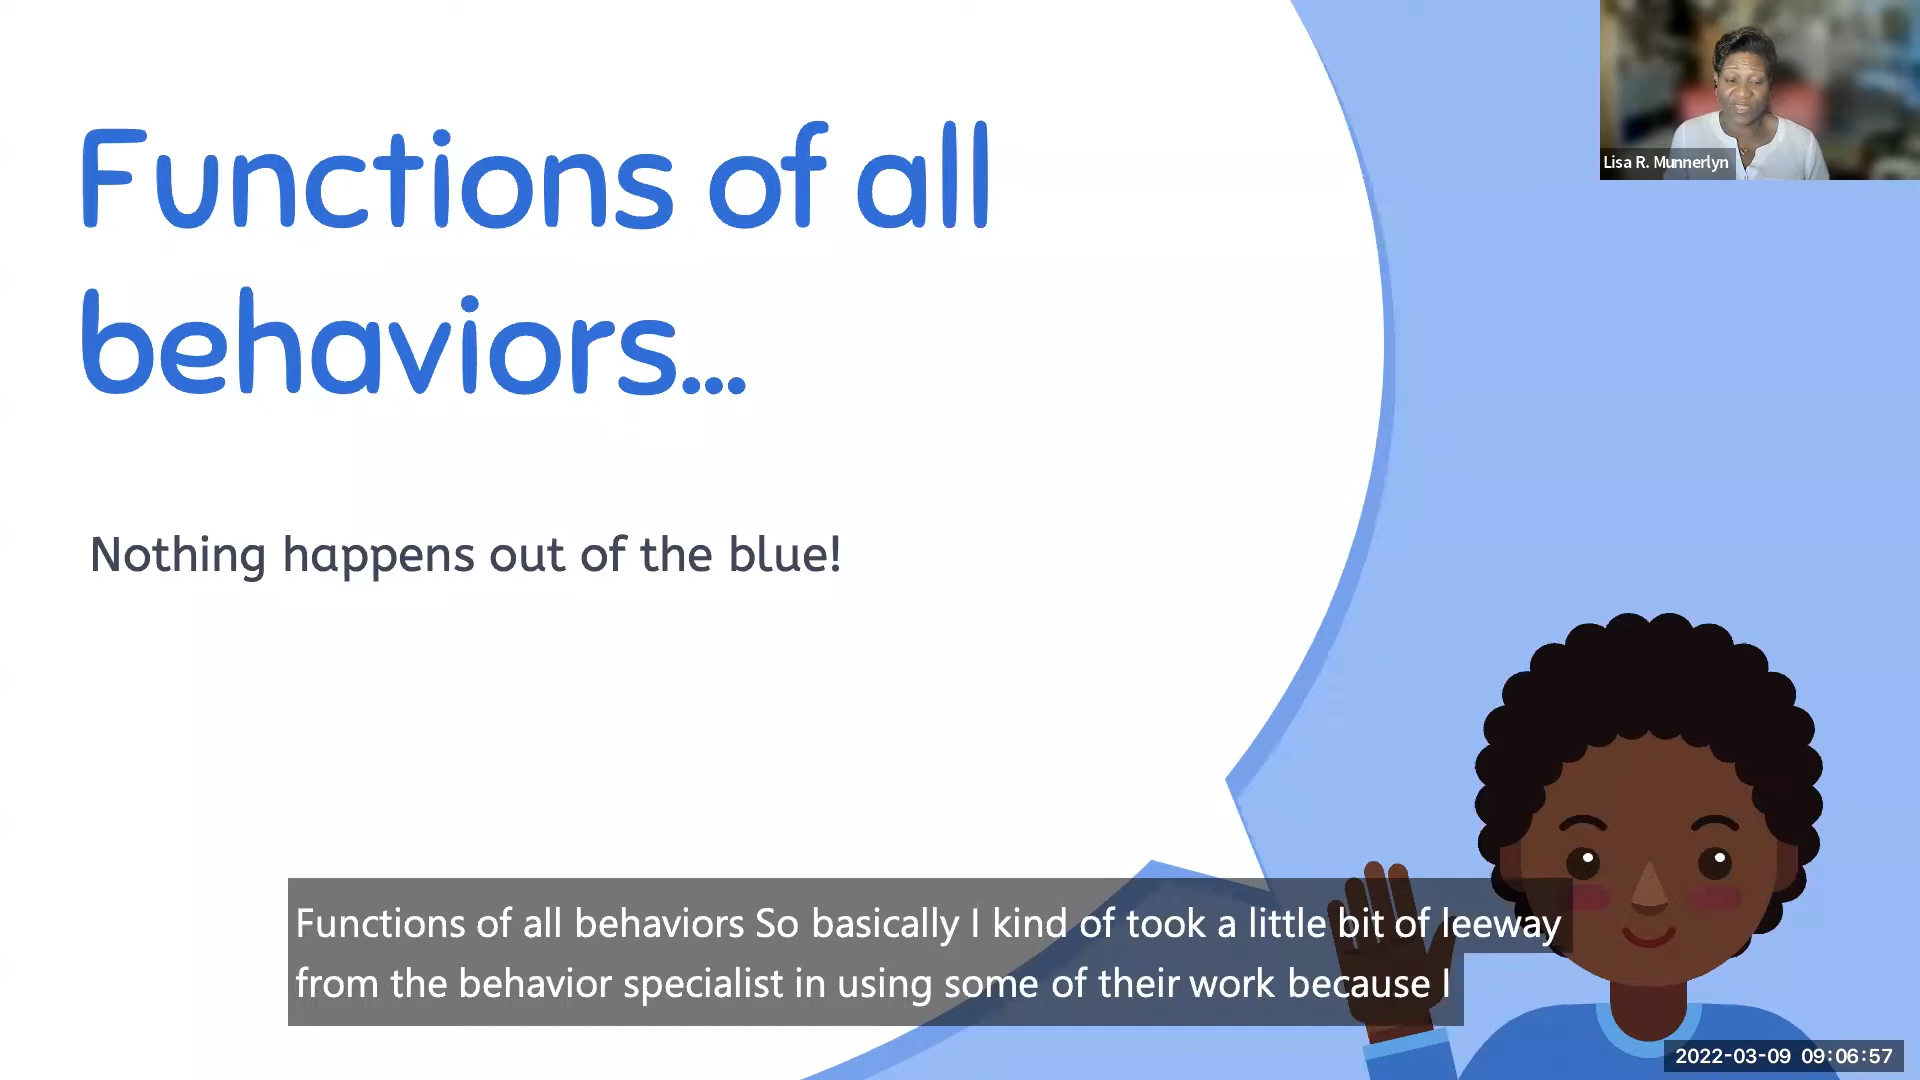 Functions of all
behaviors...
Lisa R. Munnerlyn
Nothing happens out of the blue!
Functions of all behaviors So basically I kind of took a little bit of leeway
from the behavior specialist in using some of their work because I
2022-03-09 09:06:57